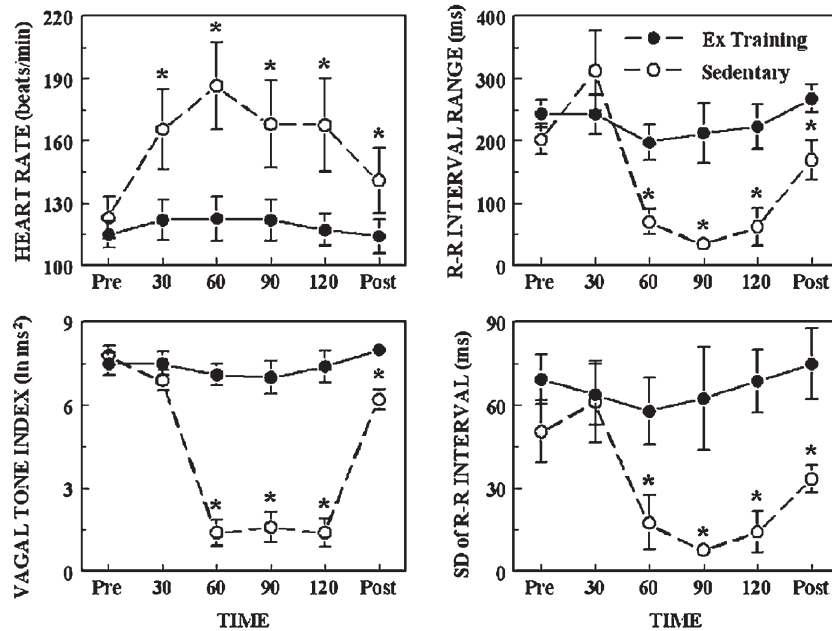 HEART RATE (beats/min)
220
190
160
130
100
* * * * *
Pre 30 60 90 120 Post
R-R INTERVAL RANGE (ms)
400
300
200
100
0
Ex Training
Sedentary
* * * *
Pre 30 60 90 120 Post
VAGAL TONE INDEX (ln ms²)
9
6
3
0
* * * *
Pre 30 60 90 120 Post
TIME
SD of R-R INTERVAL (ms)
90
60
30
0
* * * *
Pre 30 60 90 120 Post
TIME